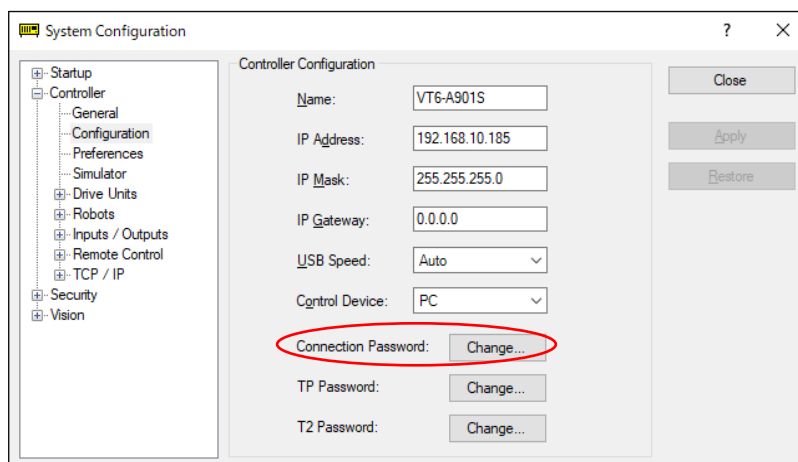 System Configuration
? ×
Startup
Controller
General
Configuration
Preferences
Simulator
Drive Units
Robots
Inputs / Outputs
Remote Control
TCP / IP
Security
Vision
Controller Configuration
Name: VT6-A901S
IP Address: 192.168.10.185
IP Mask: 255.255.255.0
IP Gateway: 0.0.0.0
USB Speed: Auto
Control Device: PC
Connection Password: Change...
TP Password: Change...
T2 Password: Change...
Close
Apply
Restore